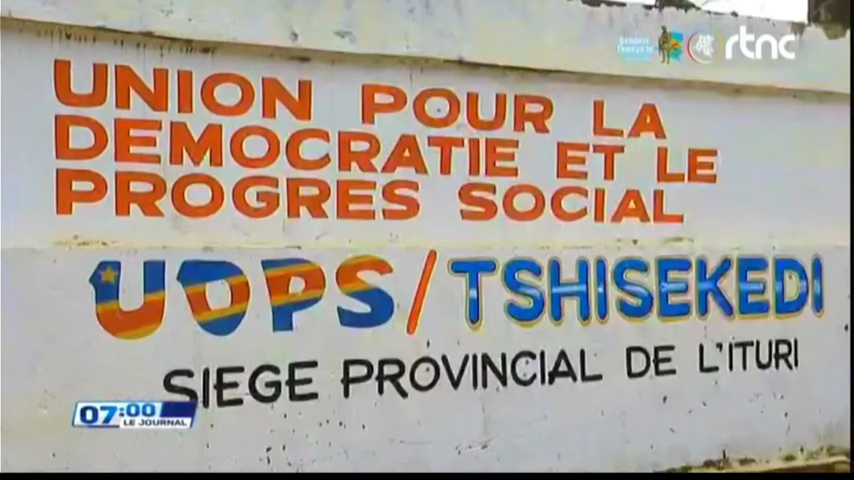 rtnc
UNION POUR LA
DEMOCRATIE ET LE
PROGRES SOCIAL
UDPS/TSHISEKEDI
SIEGE PROVINCIAL DE L'ITURI
07:00
LE JOURNAL